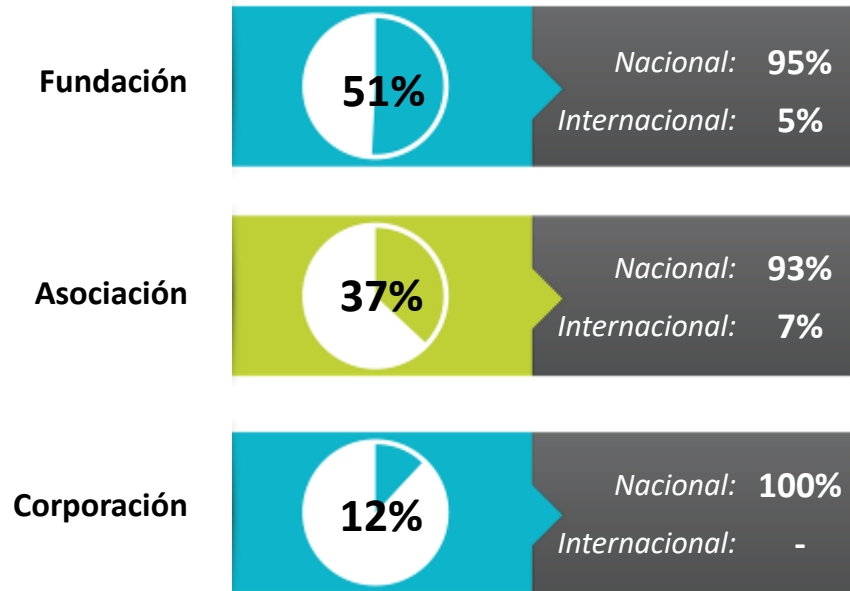 Fundación
51%
Nacional: 95%
Internacional: 5%
Asociación
37%
Nacional: 93%
Internacional: 7%
Corporación
12%
Nacional: 100%
Internacional: -